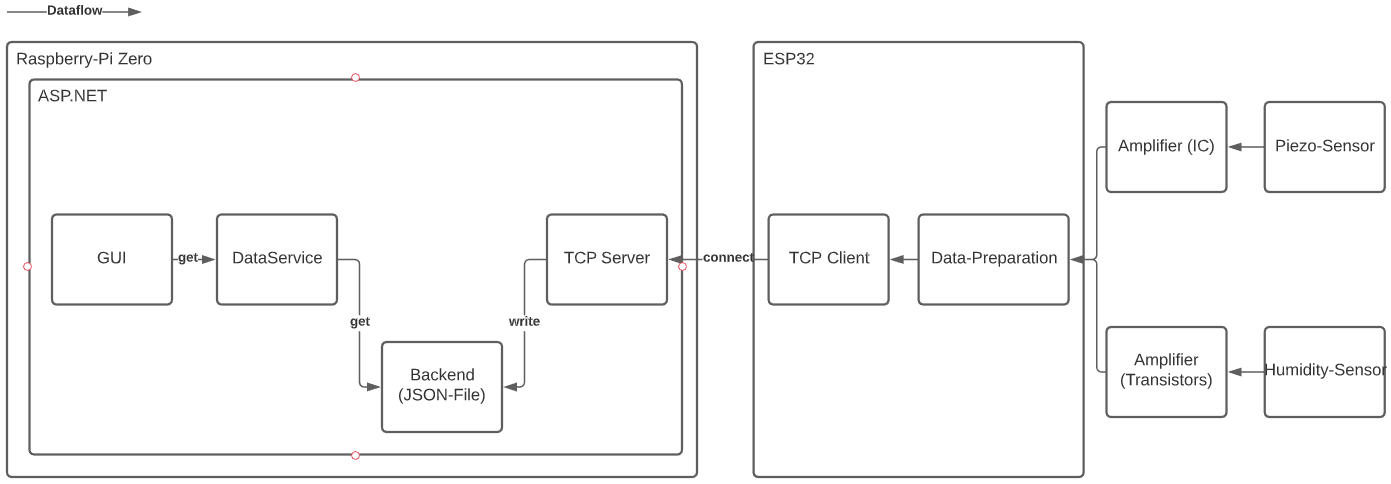 Dataflow
Raspberry-Pi Zero
ASP.NET
GUI
get
DataService
get
Backend
(JSON-File)
write
TCP Server
connect
ESP32
TCP Client
Data-Preparation
Amplifier (IC)
Piezo-Sensor
Amplifier
(Transistors)
Humidity-Sensor